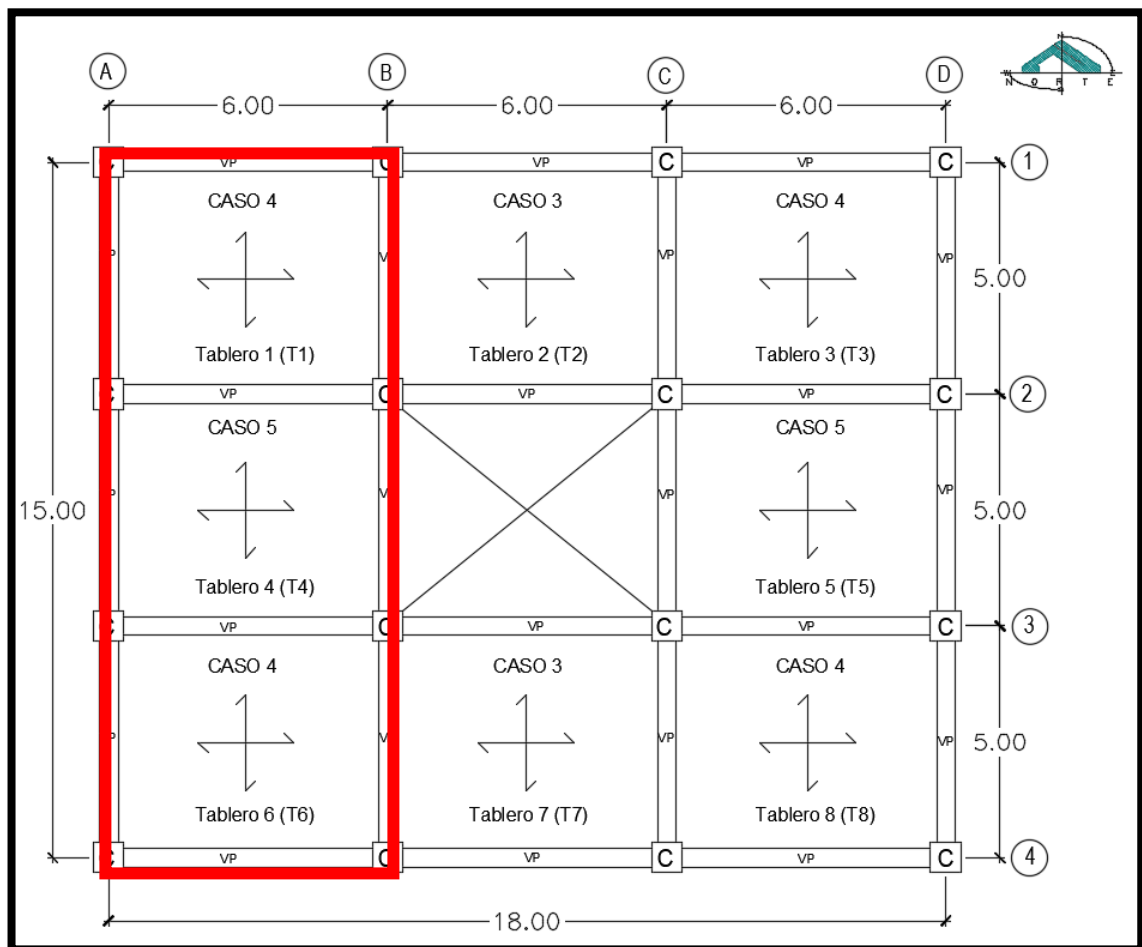 N
W E
N O R T E
A B C D
6.00 6.00 6.00
C VP C VP C VP C 1
CASO 4 CASO 3 CASO 4
VP VP VP
5.00
Tablero 1 (T1) Tablero 2 (T2) Tablero 3 (T3)
VP VP VP
C C C 2
CASO 5 CASO 5
VP VP
15.00 5.00
Tablero 4 (T4) Tablero 5 (T5)
VP VP VP
C C C C 3
CASO 4 CASO 3 CASO 4
VP VP
5.00
Tablero 6 (T6) Tablero 7 (T7) Tablero 8 (T8)
VP VP VP
C C C C 4
18.00